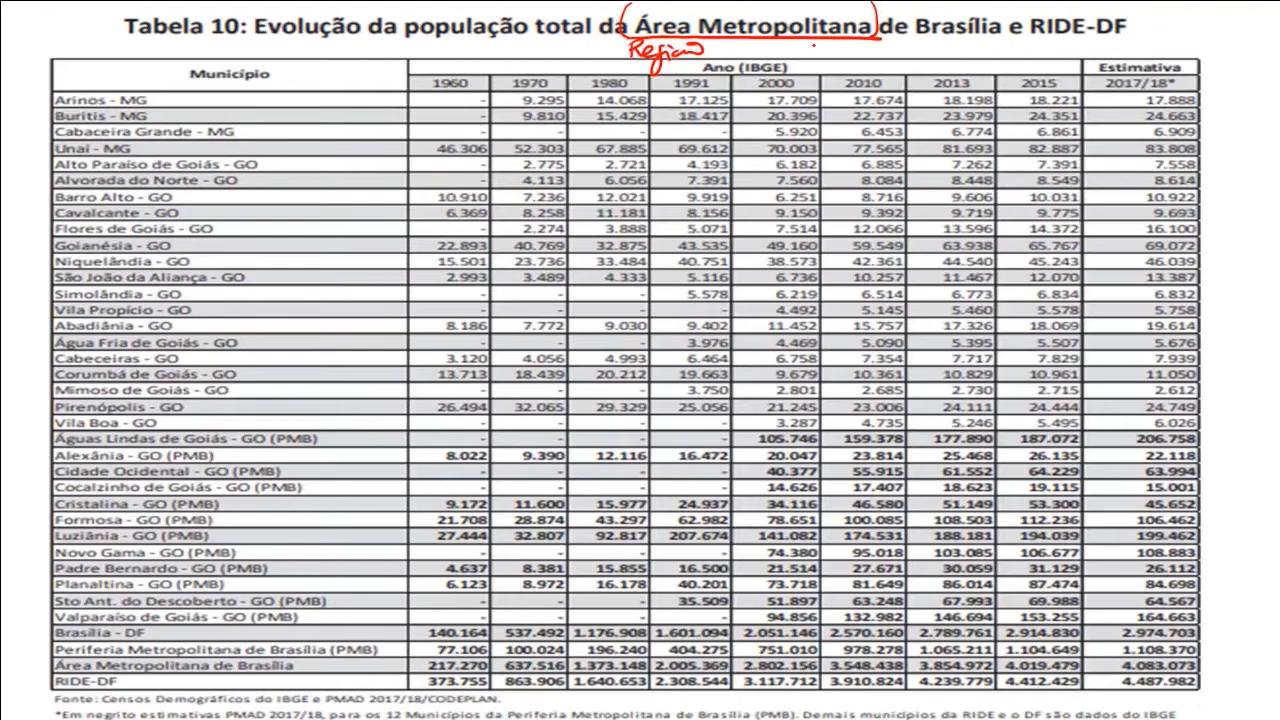 Tabela 10: Evolução da população total da Área Metropolitana de Brasília e RIDE-DF
Região
Município Ano (IBGE) Estimativa
1960 1970 1980 1991 2000 2010 2013 2015 2017/18*
Arinos - MG - 9.295 14.068 17.125 17.709 17.674 18.198 18.221 17.888
Buritis - MG - 9.810 15.429 18.417 20.396 22.737 23.979 24.351 24.663
Cabaceira Grande - MG - - - - 5.920 6.453 6.774 6.861 6.909
Unaí - MG 46.306 52.303 67.885 69.612 70.003 77.565 81.693 82.887 83.808
Alto Paraíso de Goiás - GO - 2.775 2.721 4.193 6.182 6.885 7.262 7.391 7.558
Alvorada do Norte - GO - 4.113 6.056 7.391 7.560 8.084 8.448 8.549 8.614
Barro Alto - GO 10.910 7.236 12.021 9.919 6.251 8.716 9.606 10.031 10.922
Cavalcante - GO 6.369 8.258 11.181 8.156 9.150 9.392 9.719 9.775 9.693
Flores de Goiás - GO - 2.274 3.888 5.071 7.514 12.066 13.596 14.372 16.100
Goianésia - GO 22.893 40.769 32.875 43.535 49.160 59.549 63.938 65.767 69.072
Niquelândia - GO 15.501 23.736 33.484 40.751 38.573 42.361 44.540 45.243 46.039
São João da Aliança - GO 2.993 3.489 4.333 5.116 6.736 10.257 11.467 12.070 13.387
Simolândia - GO - - - 5.578 6.219 6.514 6.773 6.834 6.832
Vila Propício - GO - - - - 4.492 5.145 5.460 5.578 5.758
Abadiânia - GO 8.186 7.772 9.030 9.402 11.452 15.757 17.326 18.069 19.614
Água Fria de Goiás - GO - - - 3.976 4.469 5.090 5.395 5.507 5.676
Cabeceiras - GO 3.120 4.056 4.993 6.464 6.758 7.354 7.717 7.829 7.939
Corumbá de Goiás - GO 13.713 18.439 20.212 19.663 9.679 10.361 10.829 10.961 11.050
Mimoso de Goiás - GO - - - 3.750 2.801 2.685 2.730 2.715 2.612
Pirenópolis - GO 26.494 32.065 29.329 25.056 21.245 23.006 24.111 24.444 24.749
Vila Boa - GO - - - - 3.287 4.735 5.246 5.495 6.026
Águas Lindas de Goiás - GO (PMB) - - - - 105.746 159.378 177.890 187.072 206.758
Alexânia - GO (PMB) 8.022 9.390 12.116 16.472 20.047 23.814 25.468 26.135 22.118
Cidade Ocidental - GO (PMB) - - - - 40.377 55.915 61.552 64.229 63.994
Cocalzinho de Goiás - GO (PMB) - - - - 14.626 17.407 18.623 19.115 15.001
Cristalina - GO (PMB) 9.172 11.600 15.977 24.937 34.116 46.580 51.149 53.300 45.652
Formosa - GO (PMB) 21.708 28.874 43.297 62.982 78.651 100.085 108.503 112.236 106.462
Luziânia - GO (PMB) 27.444 32.807 92.817 207.674 141.082 174.531 188.181 194.039 199.462
Novo Gama - GO (PMB) - - - - 74.380 95.018 103.085 106.677 108.883
Padre Bernardo - GO (PMB) 4.637 8.381 15.855 16.500 21.514 27.671 30.059 31.129 26.112
Planaltina - GO (PMB) 6.123 8.972 16.178 40.201 73.718 81.649 86.014 87.474 84.698
Sto Ant. do Descoberto - GO (PMB) - - - 35.509 51.897 63.248 67.993 69.988 64.567
Valparaíso de Goiás - GO (PMB) - - - - 94.856 132.982 146.694 153.255 164.663
Brasília - DF 140.164 537.492 1.176.908 1.601.094 2.051.146 2.570.160 2.789.761 2.914.830 2.974.703
Periferia Metropolitana de Brasília (PMB) 77.106 100.024 196.240 404.275 751.010 978.278 1.065.211 1.104.649 1.108.370
Área Metropolitana de Brasília 217.270 637.516 1.373.148 2.005.369 2.802.156 3.548.438 3.854.972 4.019.479 4.083.073
RIDE-DF 373.755 863.906 1.640.653 2.308.544 3.117.712 3.910.824 4.239.779 4.412.429 4.487.982
Fonte: Censos Demográficos do IBGE e PMAD 2017/18/CODEPLAN.
*Em negrito estimativas PMAD 2017/18, para os 12 Municípios da Periferia Metropolitana de Brasília (PMB). Demais municípios da RIDE e o DF são dados do IBGE